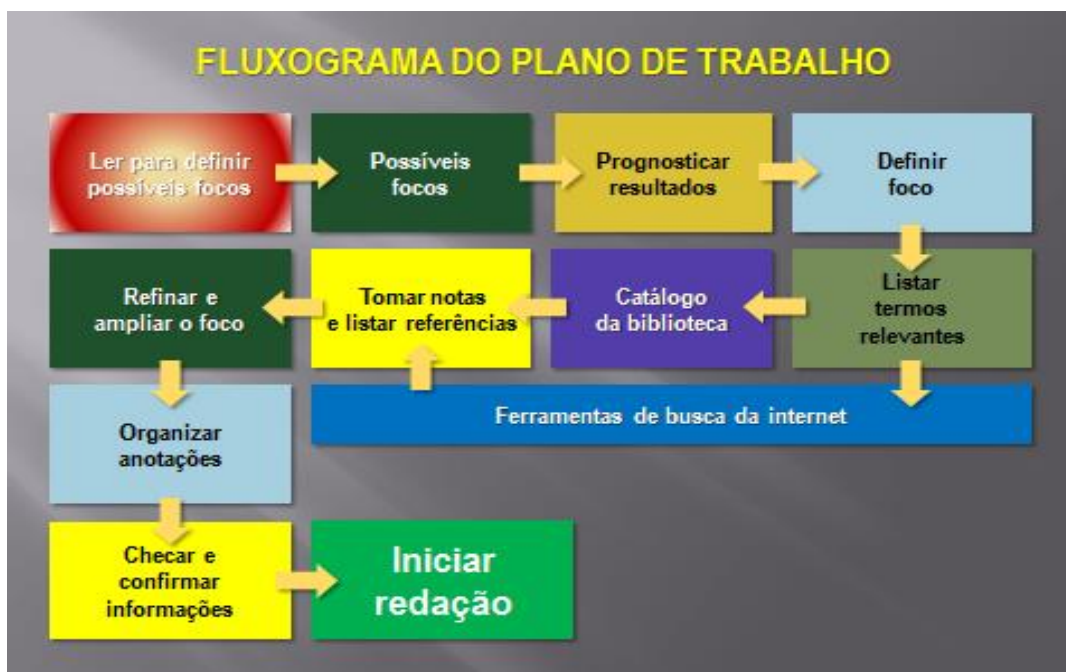 FLUXOGRAMA DO PLANO DE TRABALHO
Ler para definir
possíveis focos
Possíveis
focos
Prognosticar
resultados
Definir
foco
Listar
termos
relevantes
Catálogo
da biblioteca
Tomar notas
e listar referências
Refinar e
ampliar o foco
Ferramentas de busca da internet
Organizar
anotações
Checar e
confirmar
informações
Iniciar
redação